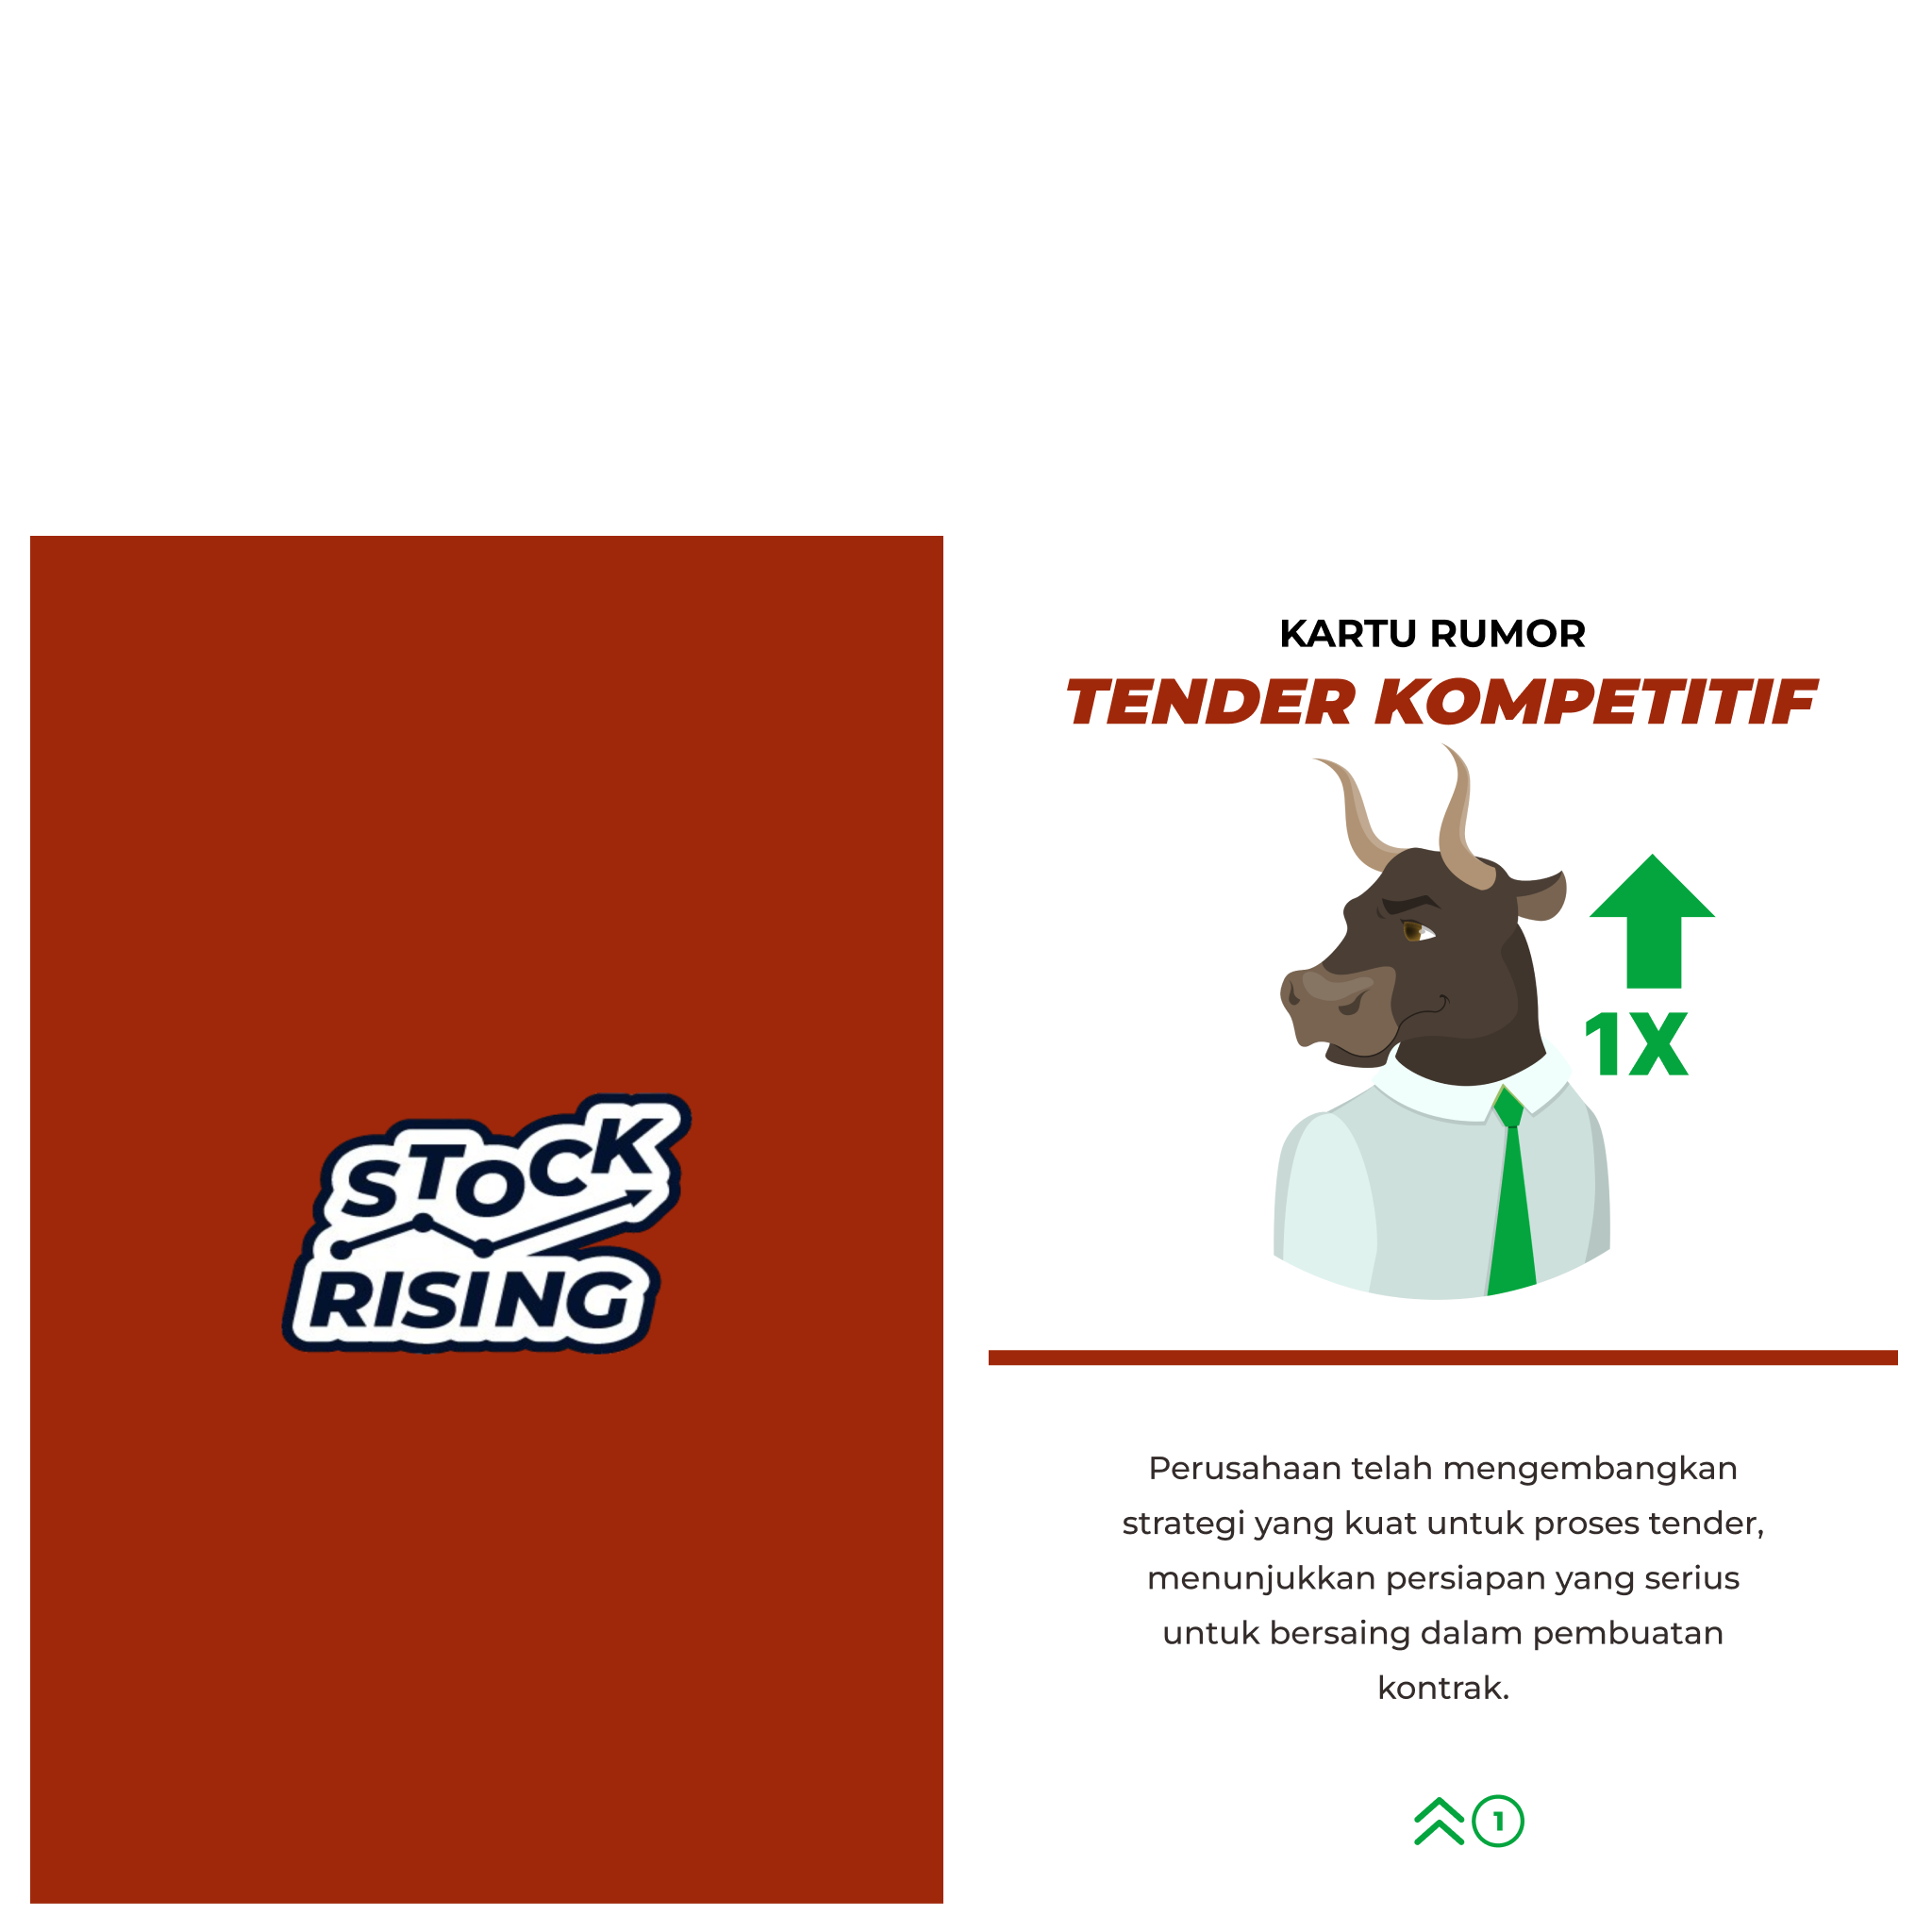 STOCK
RISING
KARTU RUMOR
TENDER KOMPETITIF
1X
Perusahaan telah mengembangkan
strategi yang kuat untuk proses tender,
menunjukkan persiapan yang serius
untuk bersaing dalam pembuatan
kontrak.
1